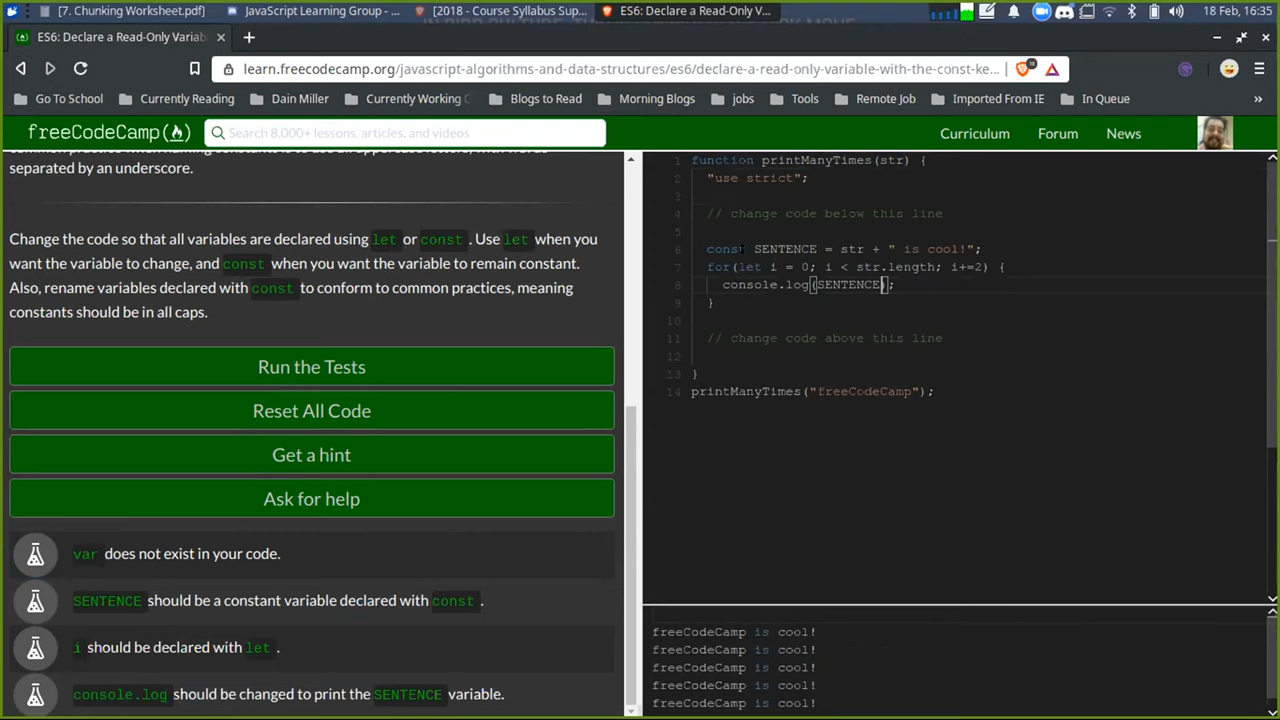 [7. Chunking Worksheet.pdf]
JavaScript Learning Group - ...
[2018 - Course Syllabus Sup...
ES6: Declare a Read-Only V...
18 Feb, 16:35
ES6: Declare a Read-Only Variab
learn.freecodecamp.org/javascript-algorithms-and-data-structures/es6/declare-a-read-only-variable-with-the-const-ke...
18
Go To School
Currently Reading
Dain Miller
Currently Working
Blogs to Read
Morning Blogs
jobs
Tools
Remote Job
Imported From IE
In Queue
»
freeCodeCamp
Search 8,000+ lessons, articles, and videos
Curriculum
Forum
News
separated by an underscore.
Change the code so that all variables are declared using let or const. Use let when you
want the variable to change, and const when you want the variable to remain constant.
Also, rename variables declared with const to conform to common practices, meaning
constants should be in all caps.
Run the Tests
Reset All Code
Get a hint
Ask for help
var does not exist in your code.
SENTENCE should be a constant variable declared with const.
i should be declared with let.
console.log should be changed to print the SENTENCE variable.
1 function printManyTimes(str) {
2 "use strict";
3
4 // change code below this line
5
6 const SENTENCE = str + " is cool!";
7 for(let i = 0; i < str.length; i+=2) {
8 console.log(SENTENCE);
9 }
10
11 // change code above this line
12
13 }
14 printManyTimes("freeCodeCamp");
freeCodeCamp is cool!
freeCodeCamp is cool!
freeCodeCamp is cool!
freeCodeCamp is cool!
freeCodeCamp is cool!